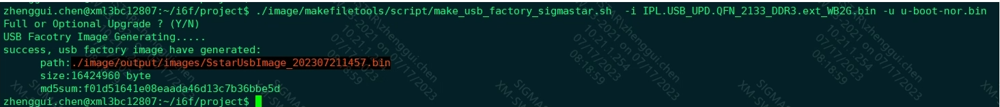 zhenggui.chen@xml3bc12807:~/i6f/project$ ./image/makefiletools/script/make_usb_factory_sigmastar.sh  -i IPL.USB_UPD.QFN_2133_DDR3.ext_WB2G.bin -u u-boot-nor.bin
Full or Optional Upgrade ? (Y/N)
USB Facotry Image Generating.....
success, usb factory image have generated:
path:./image/output/images/SstarUsbImage_202307211457.bin
size:16424960 byte
md5sum:f01d51641e08eaada46d13c7b36bbe5d
zhenggui.chen@xml3bc12807:~/i6f/project$